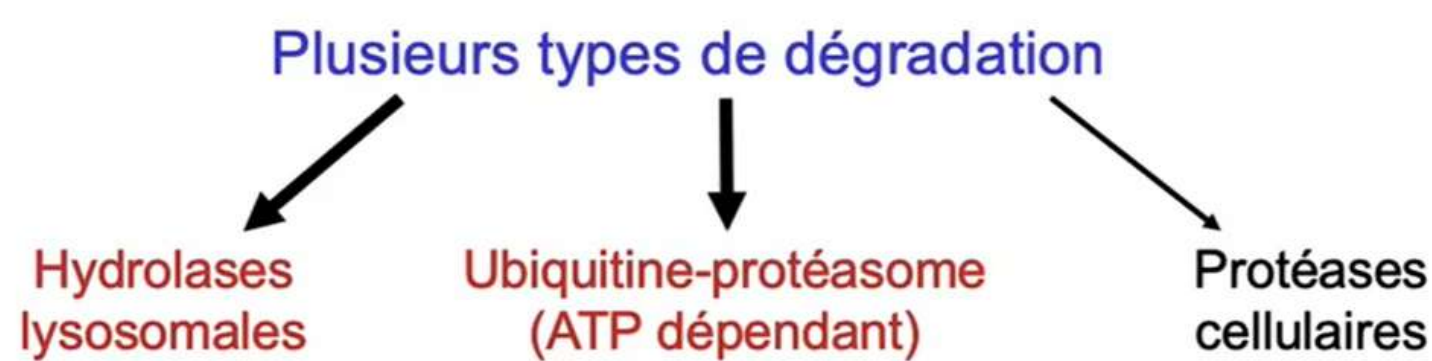 Plusieurs types de dégradation
Hydrolases
lysosomales
Ubiquitine-protéasome
(ATP dépendant)
Protéases
cellulaires